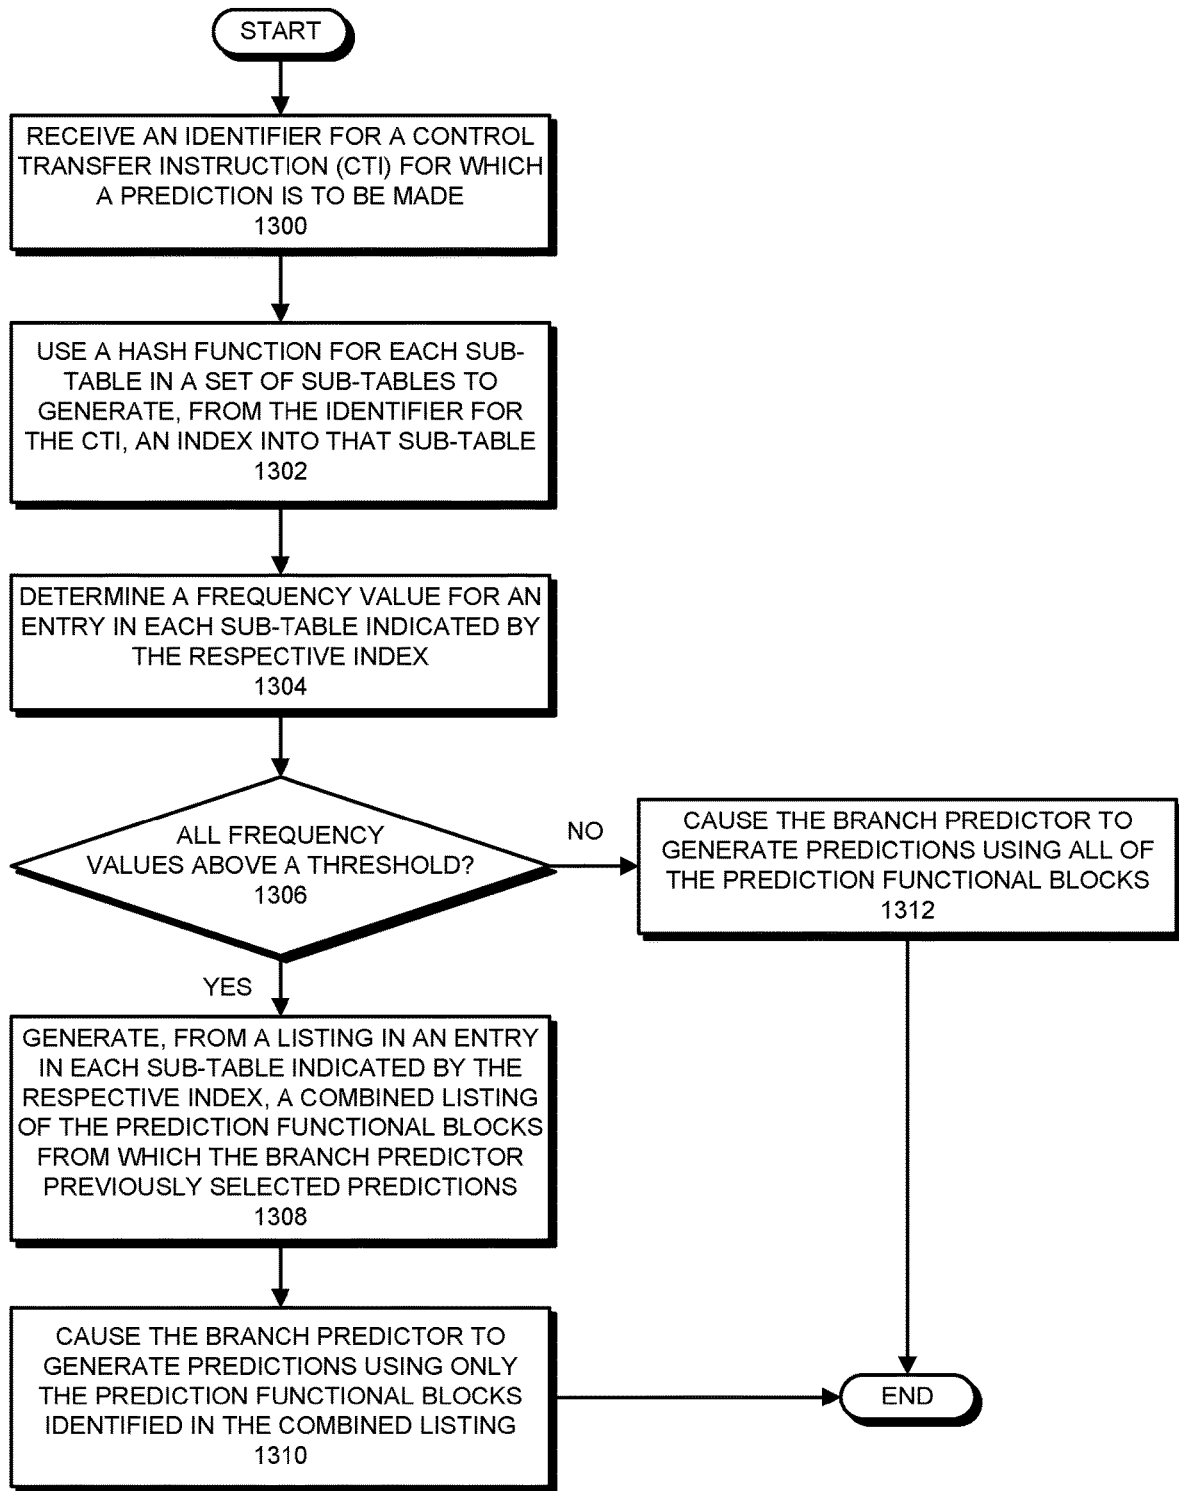 START
RECEIVE AN IDENTIFIER FOR A CONTROL
TRANSFER INSTRUCTION (CTI) FOR WHICH
A PREDICTION IS TO BE MADE
1300
USE A HASH FUNCTION FOR EACH SUB-
TABLE IN A SET OF SUB-TABLES TO
GENERATE, FROM THE IDENTIFIER FOR
THE CTI, AN INDEX INTO THAT SUB-TABLE
1302
DETERMINE A FREQUENCY VALUE FOR AN
ENTRY IN EACH SUB-TABLE INDICATED BY
THE RESPECTIVE INDEX
1304
ALL FREQUENCY
VALUES ABOVE A THRESHOLD?
1306
NO
CAUSE THE BRANCH PREDICTOR TO
GENERATE PREDICTIONS USING ALL OF
THE PREDICTION FUNCTIONAL BLOCKS
1312
YES
GENERATE, FROM A LISTING IN AN ENTRY
IN EACH SUB-TABLE INDICATED BY THE
RESPECTIVE INDEX, A COMBINED LISTING
OF THE PREDICTION FUNCTIONAL BLOCKS
FROM WHICH THE BRANCH PREDICTOR
PREVIOUSLY SELECTED PREDICTIONS
1308
CAUSE THE BRANCH PREDICTOR TO
GENERATE PREDICTIONS USING ONLY
THE PREDICTION FUNCTIONAL BLOCKS
IDENTIFIED IN THE COMBINED LISTING
1310
END